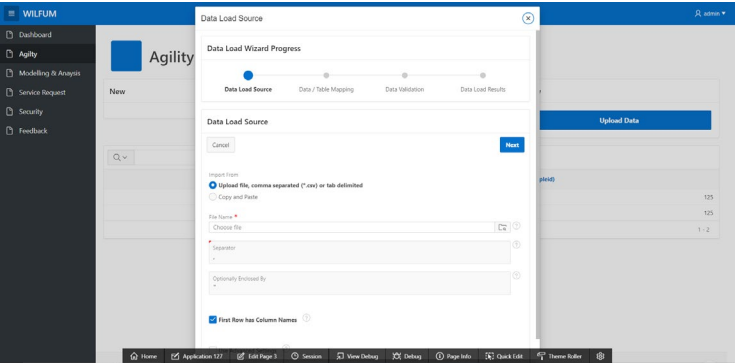 WILFUM
admin
Dashboard
Agilty
Modelling & Anaysis
Service Request
Security
Feedback
Agility
New
Upload Data
pleId)
125
125
1 - 2
Data Load Source
Data Load Wizard Progress
Data Load Source
Data / Table Mapping
Data Validation
Data Load Results
Data Load Source
Cancel
Next
Import From
Upload file, comma separated (*.csv) or tab delimited
Copy and Paste
File Name *
Choose file
* Separator
,
Optionally Enclosed By
"
First Row has Column Names
Home Application 127 Edit Page 3 Session View Debug Debug Page Info Quick Edit Theme Roller